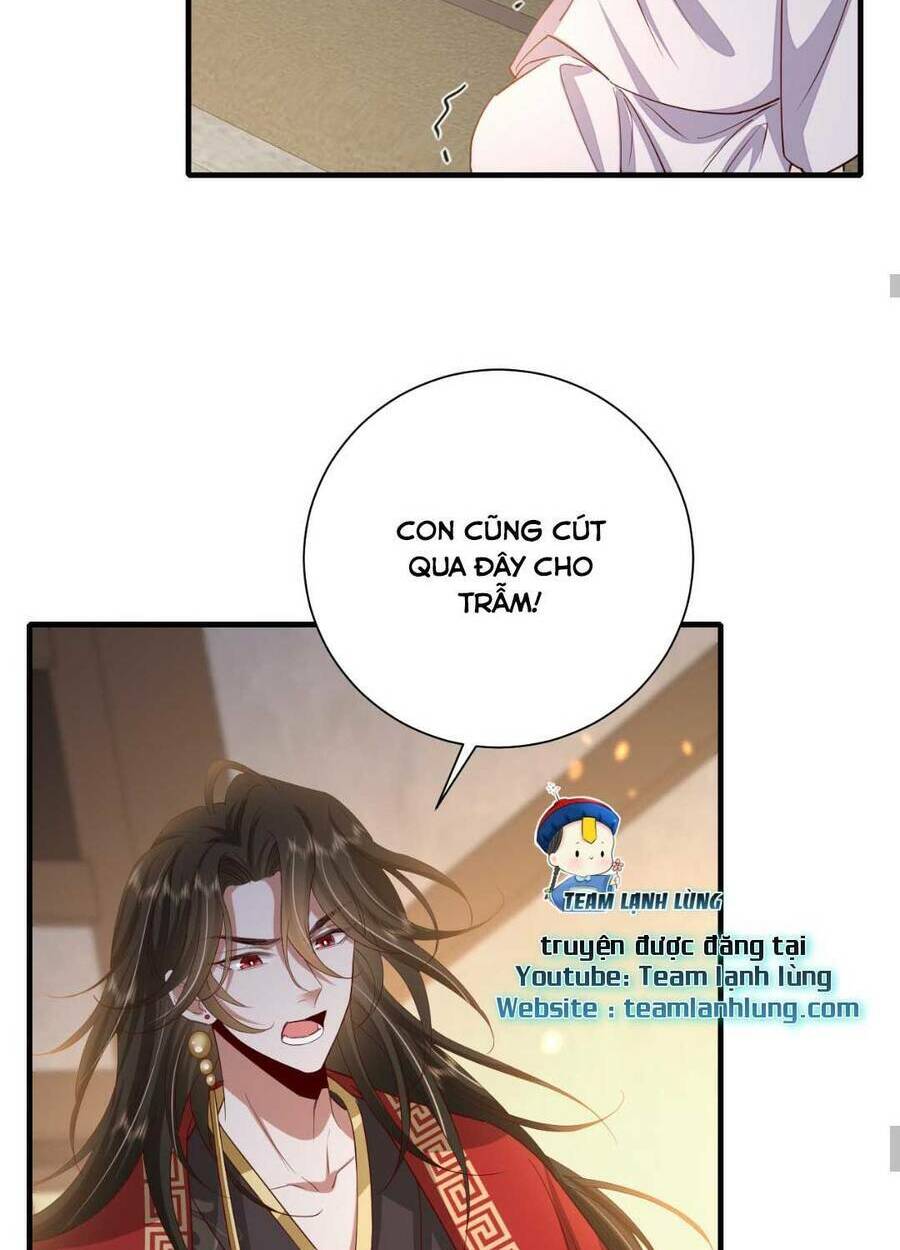 CON CŨNG CÚT
QUA ĐÂY CHO
TRẪM!
TEAM LẠNH LÙNG
truyện được đăng tại
Youtube: Team lạnh lùng
Website : teamlanhlung.com